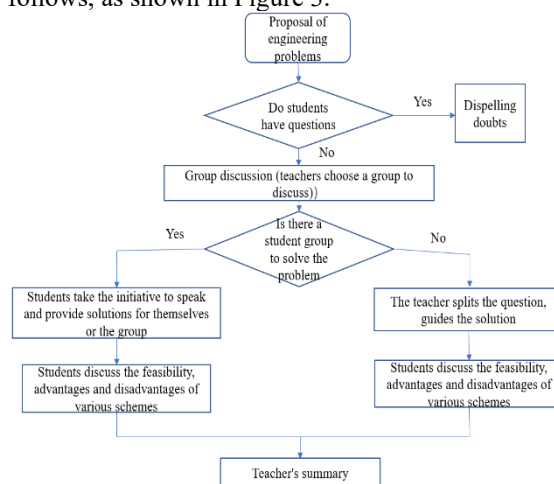 follows, as shown in Figure 3.
Proposal of
engineering
problems
Do students
have questions
Yes
Dispelling
doubts
No
Group discussion (teachers choose a group to
discuss))
Is there a
student group
to solve the
problem
Yes
No
Students take the initiative to speak
and provide solutions for themselves
or the group
The teacher splits the question,
guides the solution
Students discuss the feasibility,
advantages and disadvantages of
various schemes
Students discuss the feasibility,
advantages and disadvantages of
various schemes
Teacher's summary